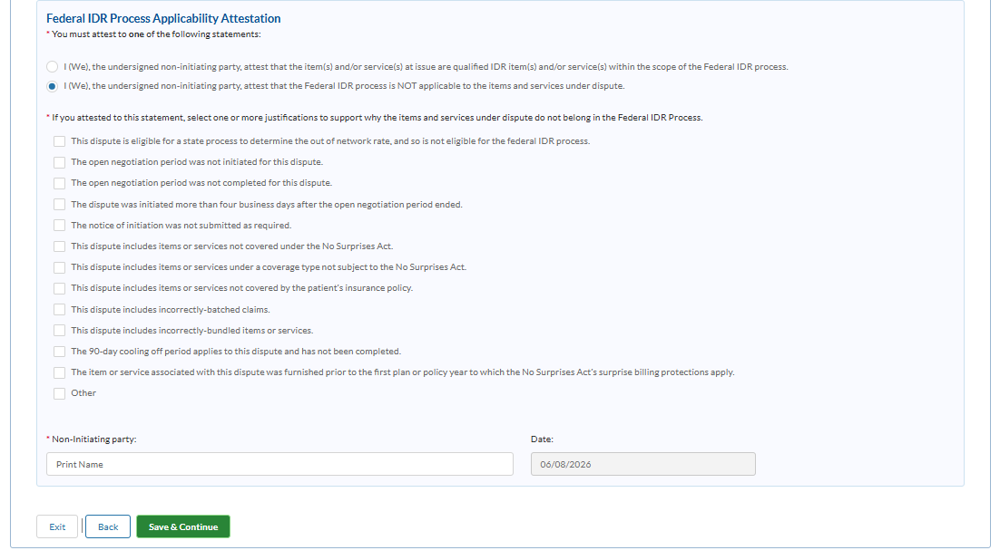 Federal IDR Process Applicability Attestation
* You must attest to one of the following statements:
I (We), the undersigned non-initiating party, attest that the item(s) and/or service(s) at issue are qualified IDR item(s) and/or service(s) within the scope of the Federal IDR process.
I (We), the undersigned non-initiating party, attest that the Federal IDR process is NOT applicable to the items and services under dispute.
* If you attested to this statement, select one or more justifications to support why the items and services under dispute do not belong in the Federal IDR Process.
This dispute is eligible for a state process to determine the out of network rate, and so is not eligible for the federal IDR process.
The open negotiation period was not initiated for this dispute.
The open negotiation period was not completed for this dispute.
The dispute was initiated more than four business days after the open negotiation period ended.
The notice of initiation was not submitted as required.
This dispute includes items or services not covered under the No Surprises Act.
This dispute includes items or services under a coverage type not subject to the No Surprises Act.
This dispute includes items or services not covered by the patient's insurance policy.
This dispute includes incorrectly-batched claims.
This dispute includes incorrectly-bundled items or services.
The 90-day cooling off period applies to this dispute and has not been completed.
The item or service associated with this dispute was furnished prior to the first plan or policy year to which the No Surprises Act's surprise billing protections apply.
Other
* Non-Initiating party: Date:
Print Name 06/08/2026
Exit | Back Save & Continue